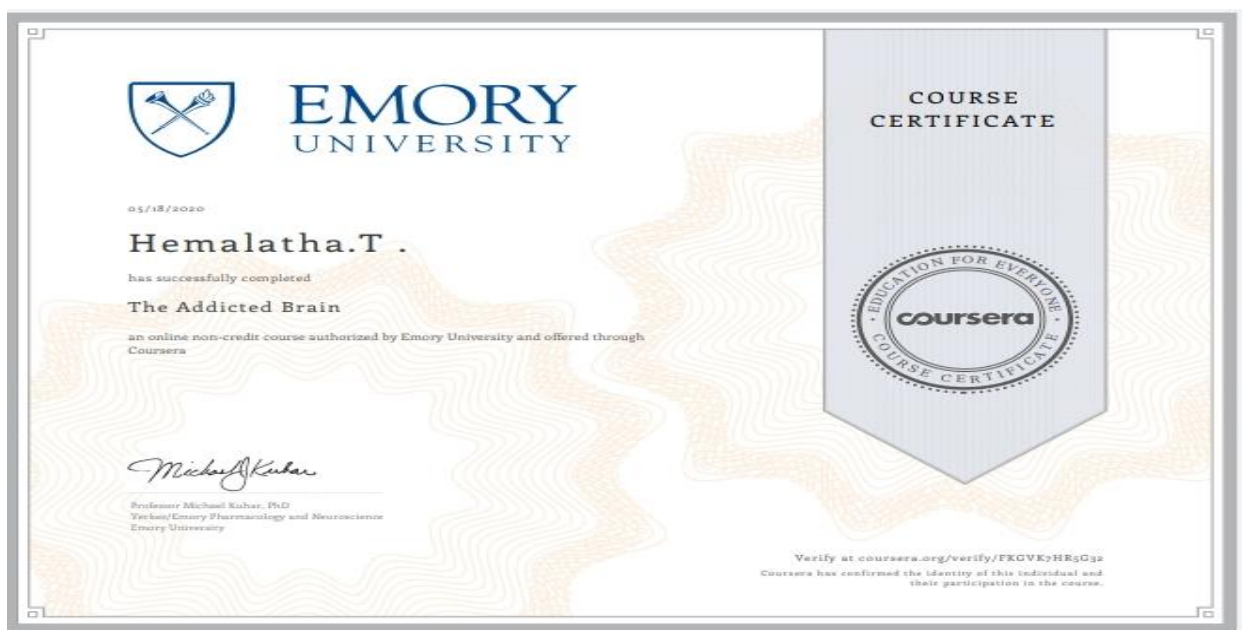 EMORY
UNIVERSITY
05/18/2020
Hemalatha.T .
has successfully completed
The Addicted Brain
an online non-credit course authorized by Emory University and offered through
Coursera
Michael J Kuhar
Professor Michael Kuhar, PhD
Yerkes/Emory Pharmacology and Neuroscience
Emory University
COURSE
CERTIFICATE
EDUCATION FOR EVERYONE
coursera
COURSE CERTIFICATE
Verify at coursera.org/verify/FKGVK7HR5G32
Coursera has confirmed the identity of this individual and
their participation in the course.